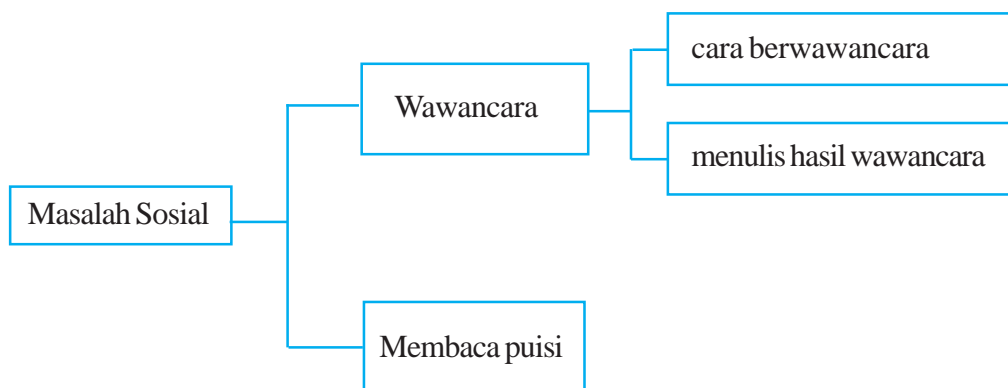 Masalah Sosial
Wawancara
cara berwawancara
menulis hasil wawancara
Membaca puisi